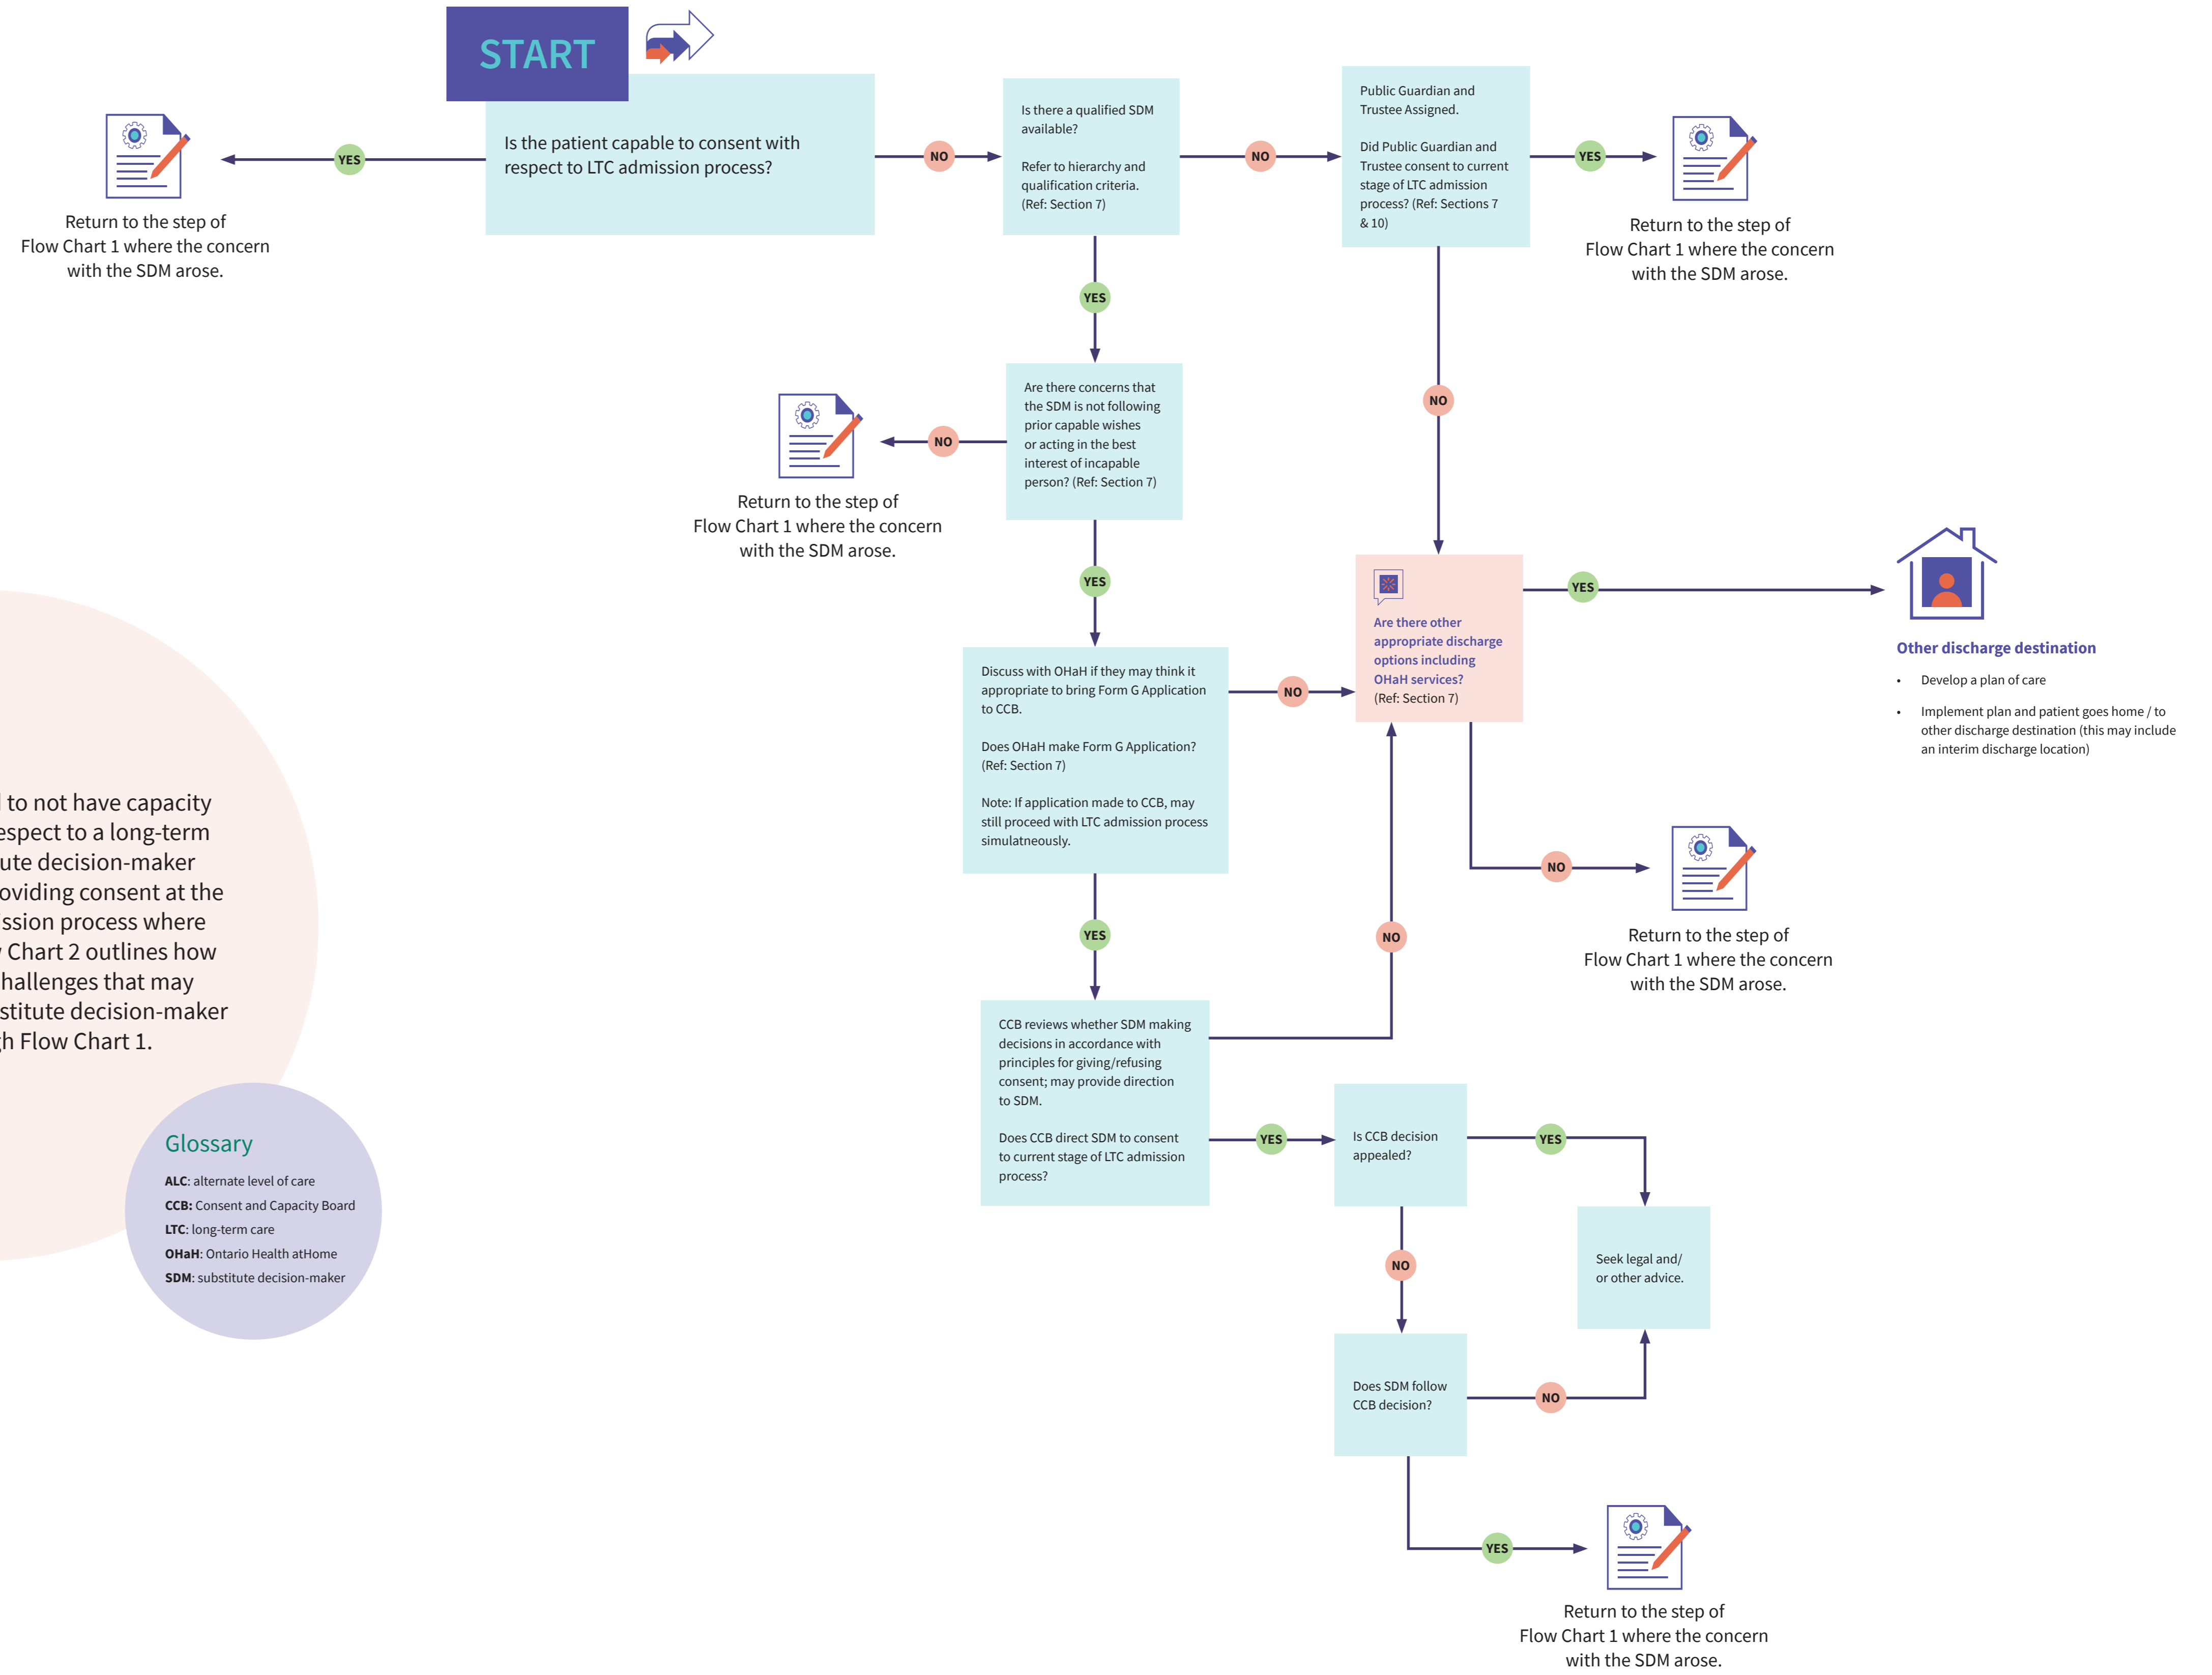 START
Is the patient capable to consent with
respect to LTC admission process?
YES
Return to the step of
Flow Chart 1 where the concern
with the SDM arose.
NO
Is there a qualified SDM
available?
Refer to hierarchy and
qualification criteria.
(Ref: Section 7)
NO
Public Guardian and
Trustee Assigned.
Did Public Guardian and
Trustee consent to current
stage of LTC admission
process? (Ref: Sections 7
& 10)
YES
Return to the step of
Flow Chart 1 where the concern
with the SDM arose.
YES
NO
Are there concerns that
the SDM is not following
prior capable wishes
or acting in the best
interest of incapable
person? (Ref: Section 7)
NO
Return to the step of
Flow Chart 1 where the concern
with the SDM arose.
YES
Discuss with OHaH if they may think it
appropriate to bring Form G Application
to CCB.
Does OHaH make Form G Application?
(Ref: Section 7)
Note: If application made to CCB, may
still proceed with LTC admission process
simulatneously.
NO
Are there other
appropriate discharge
options including
OHaH services?
(Ref: Section 7)
YES
Other discharge destination
• Develop a plan of care
• Implement plan and patient goes home / to
other discharge destination (this may include
an interim discharge location)
NO
Return to the step of
Flow Chart 1 where the concern
with the SDM arose.
YES
NO
CCB reviews whether SDM making
decisions in accordance with
principles for giving/refusing
consent; may provide direction
to SDM.
Does CCB direct SDM to consent
to current stage of LTC admission
process?
YES
Is CCB decision
appealed?
YES
Seek legal and/
or other advice.
NO
Does SDM follow
CCB decision?
NO
YES
Return to the step of
Flow Chart 1 where the concern
with the SDM arose.
to not have capacity
espect to a long-term
ute decision-maker
oviding consent at the
ission process where
Chart 2 outlines how
hallenges that may
stitute decision-maker
h Flow Chart 1.
Glossary
ALC: alternate level of care
CCB: Consent and Capacity Board
LTC: long-term care
OHaH: Ontario Health atHome
SDM: substitute decision-maker